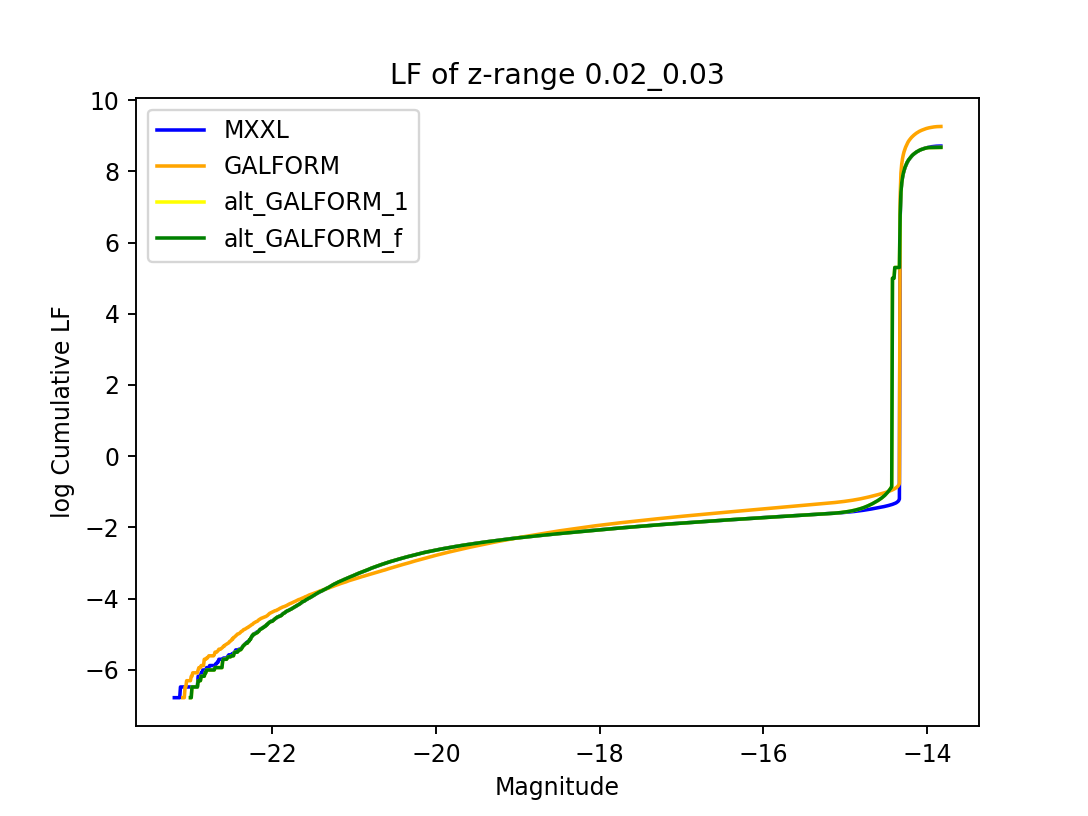 LF of z-range 0.02_0.03
MXXL
GALFORM
alt_GALFORM_1
alt_GALFORM_f
log Cumulative LF
10
8
6
4
2
0
−2
−4
−6
−22
−20
−18
−16
−14
Magnitude